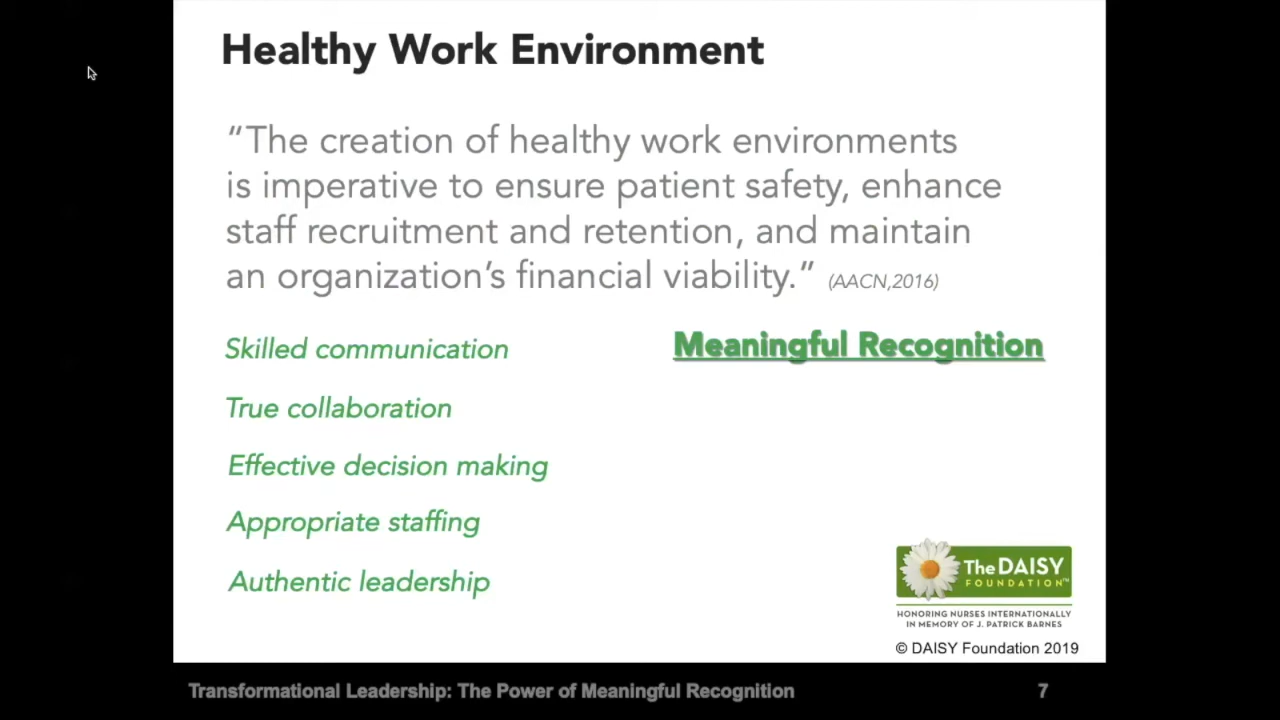 Healthy Work Environment
“The creation of healthy work environments
is imperative to ensure patient safety, enhance
staff recruitment and retention, and maintain
an organization’s financial viability.” (AACN,2016)
Skilled communication
Meaningful Recognition
True collaboration
Effective decision making
Appropriate staffing
Authentic leadership
The DAISY
FOUNDATION™
HONORING NURSES INTERNATIONALLY
IN MEMORY OF J. PATRICK BARNES
© DAISY Foundation 2019
Transformational Leadership: The Power of Meaningful Recognition 7